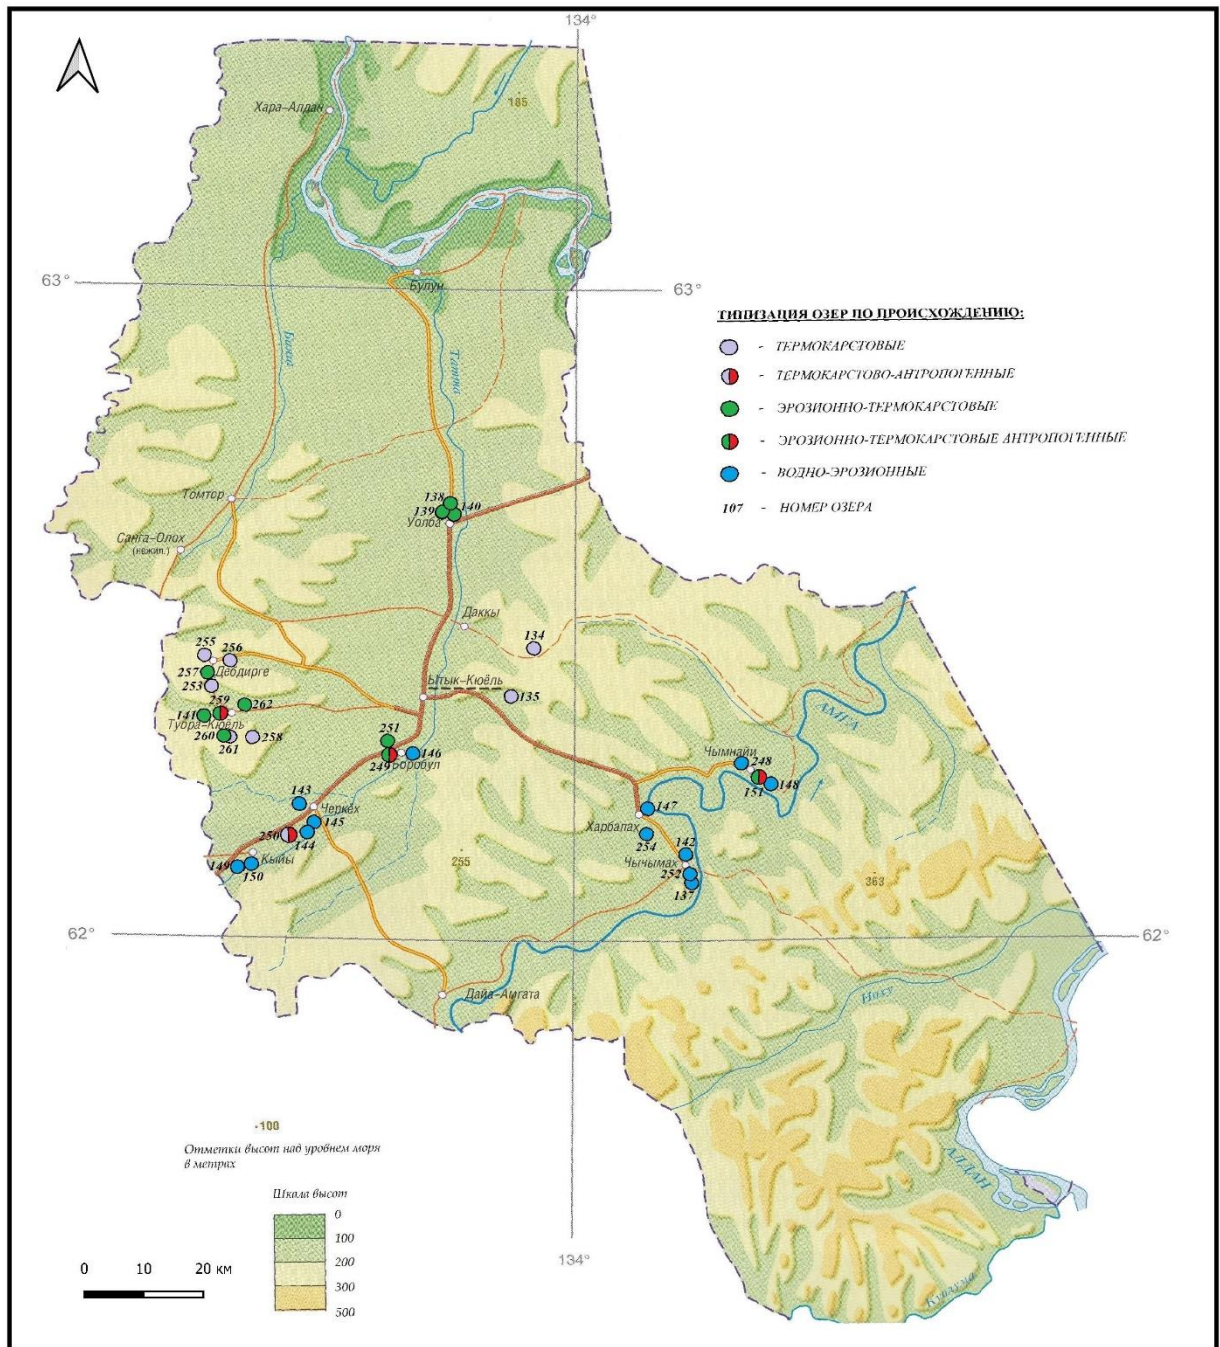 134°
185
Хара-Алдан
63°
63°
Булун
ТИПИЗАЦИЯ ОЗЕР ПО ПРОИСХОЖДЕНИЮ:
- ТЕРМОКАРСТОВЫЕ
- ТЕРМОКАРСТОВО-АНТРОПОГЕННЫЕ
- ЭРОЗИОННО-ТЕРМОКАРСТОВЫЕ
- ЭРОЗИОННО-ТЕРМОКАРСТОВЫЕ АНТРОПОГЕННЫЕ
- ВОДНО-ЭРОЗИОННЫЕ
107 - НОМЕР ОЗЕРА
Татта
Томтор
138
139
140
Уолба
Санга-Олох
(нежил.)
Даккы
134
255
256
257
Дебдирге
253
Ытык-Кюёль
135
259
262
141
Туора-Кюёль
260
261
258
251
249
146
Боробул
АМГА
Чымнайи
248
151
148
143
Черкёх
145
250
144
147
Харбалах
254
142
Чычымах
252
137
149
150
Кыйы
255
363
62°
62°
Дайа-Амгата
Ноху
АЛДАН
-100
Отметки высот над уровнем моря
в метрах
Шкала высот
0
100
200
300
500
0 10 20 км
134°